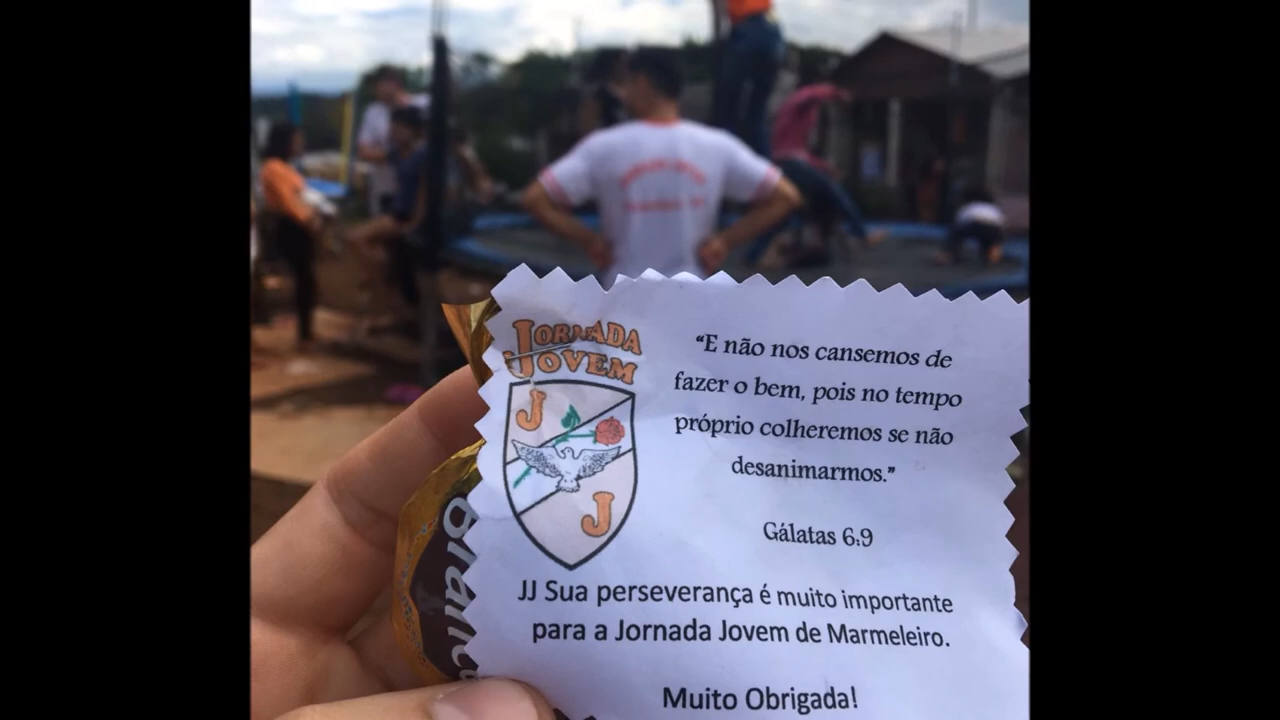 JORNADA
JOVEM
J
J
“E não nos cansemos de
fazer o bem, pois no tempo
próprio colheremos se não
desanimarmos.”
Gálatas 6:9
JJ Sua perseverança é muito importante
para a Jornada Jovem de Marmeleiro.
Muito Obrigada!